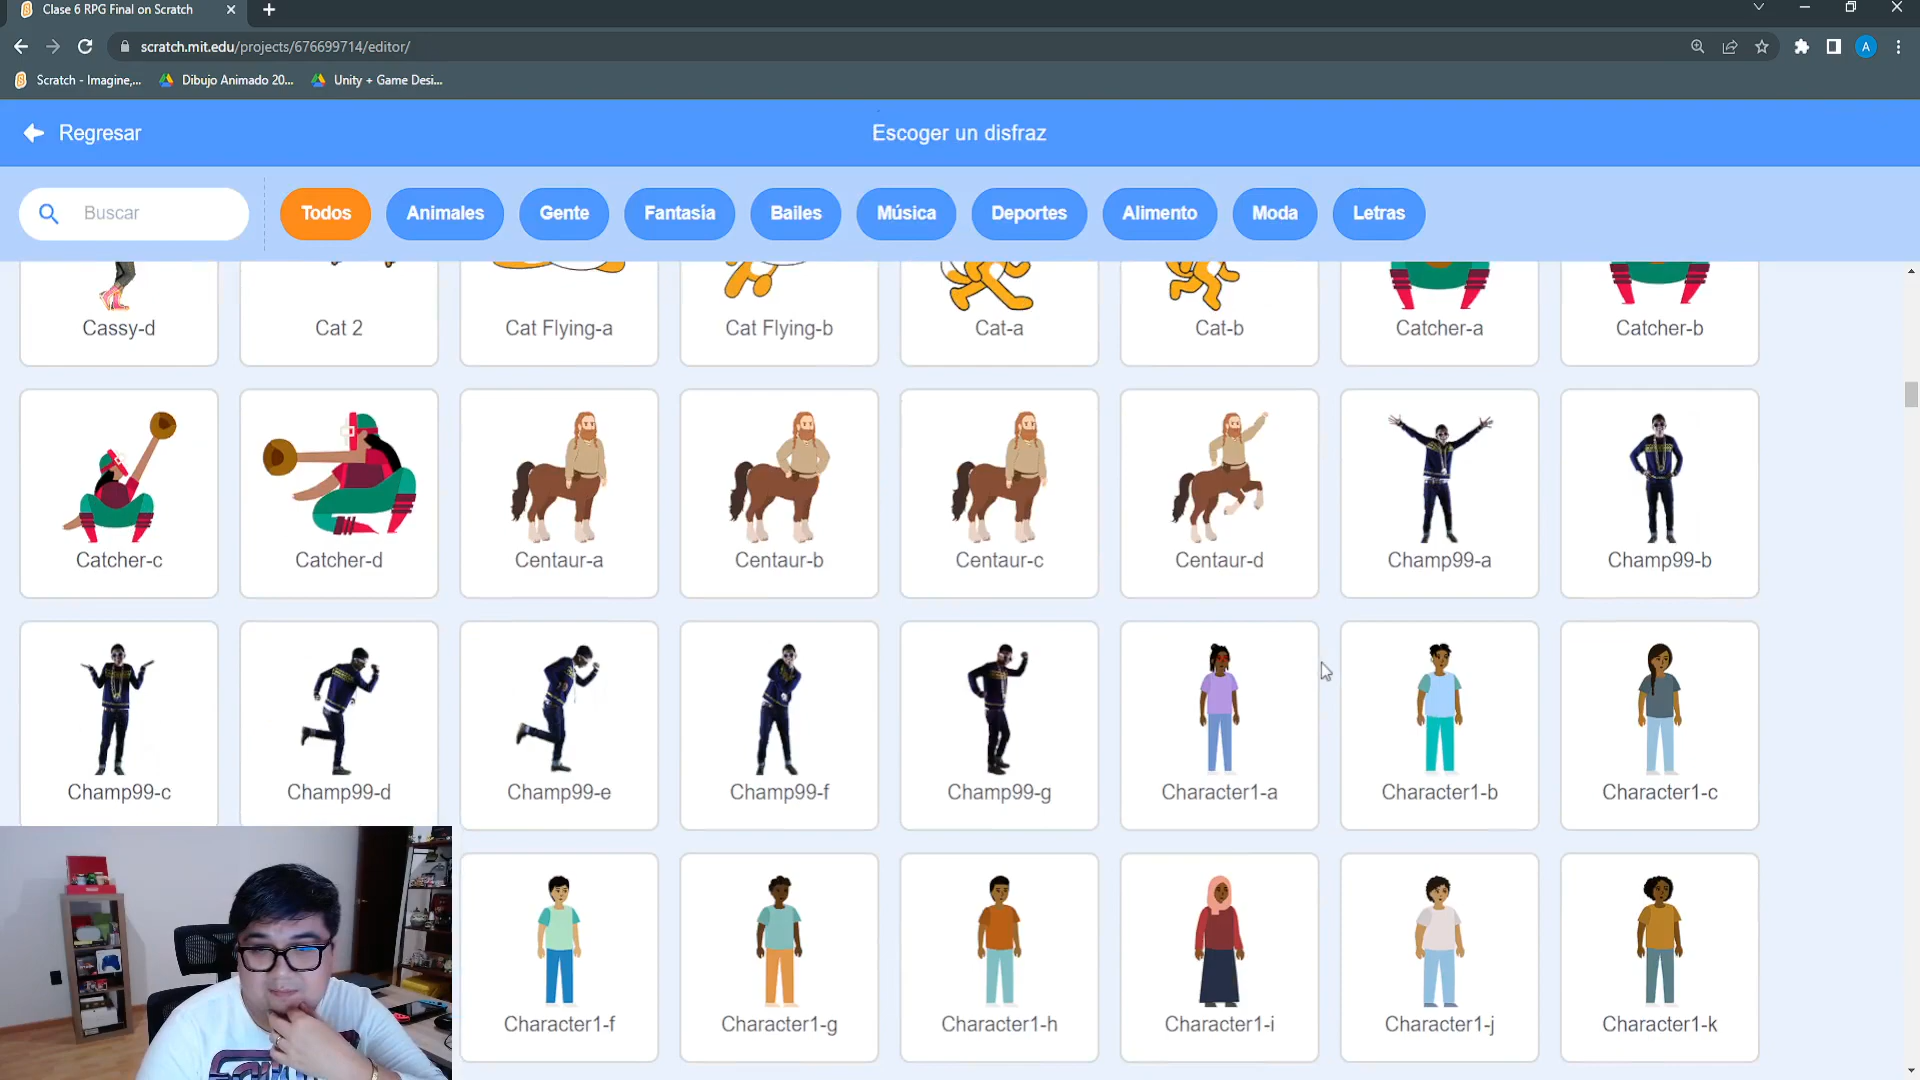 Clase 6 RPG Final on Scratch
scratch.mit.edu/projects/676699714/editor/
A
Scratch - Imagine,... Dibujo Animado 20... Unity + Game Desi...
Regresar Escoger un disfraz
Buscar Todos Animales Gente Fantasía Bailes Música Deportes Alimento Moda Letras
Cassy-d Cat 2 Cat Flying-a Cat Flying-b Cat-a Cat-b Catcher-a Catcher-b
Catcher-c Catcher-d Centaur-a Centaur-b Centaur-c Centaur-d Champ99-a Champ99-b
Champ99-c Champ99-d Champ99-e Champ99-f Champ99-g Character1-a Character1-b Character1-c
Character1-f Character1-g Character1-h Character1-i Character1-j Character1-k